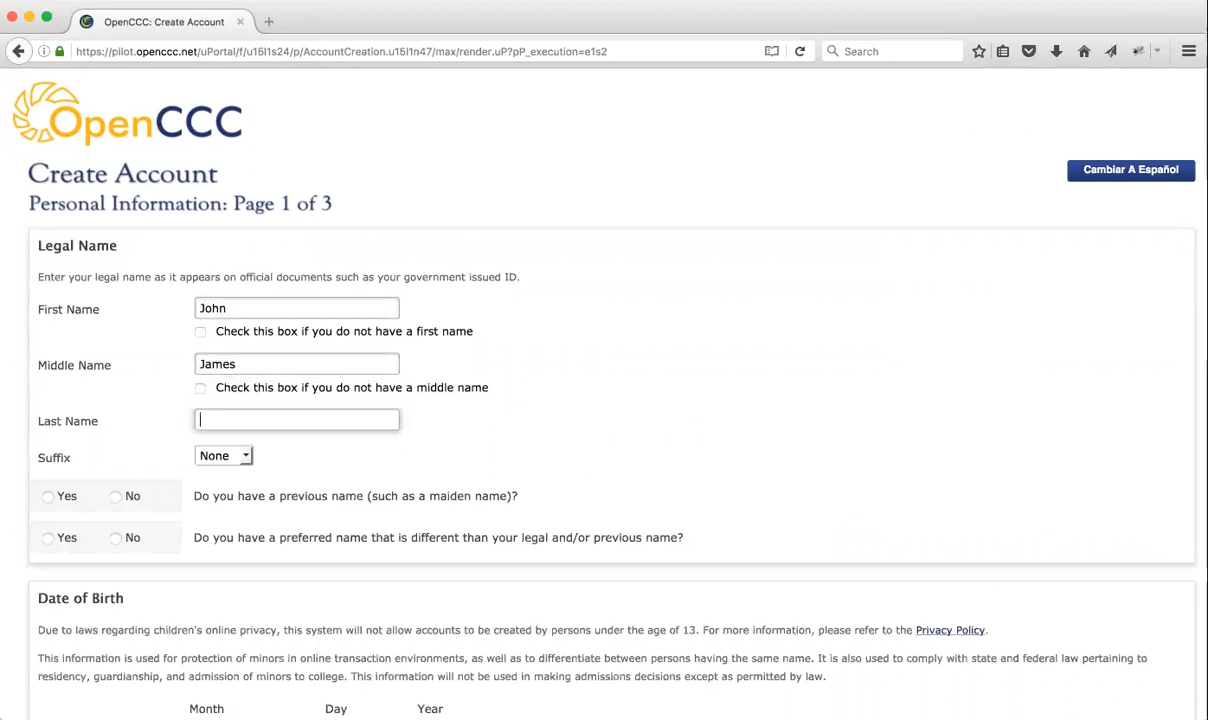 OpenCCC: Create Account
https://pilot.openccc.net/uPortal/f/u15l1s24/p/AccountCreation.u15l1n47/max/render.uP?pP_execution=e1s2
Search
OpenCCC
Create Account
Cambiar A Español
Personal Information: Page 1 of 3
Legal Name
Enter your legal name as it appears on official documents such as your government issued ID.
First Name
John
Check this box if you do not have a first name
Middle Name
James
Check this box if you do not have a middle name
Last Name
Suffix
None
Yes No Do you have a previous name (such as a maiden name)?
Yes No Do you have a preferred name that is different than your legal and/or previous name?
Date of Birth
Due to laws regarding children's online privacy, this system will not allow accounts to be created by persons under the age of 13. For more information, please refer to the Privacy Policy.
This information is used for protection of minors in online transaction environments, as well as to differentiate between persons having the same name. It is also used to comply with state and federal law pertaining to
residency, guardianship, and admission of minors to college. This information will not be used in making admissions decisions except as permitted by law.
Month Day Year